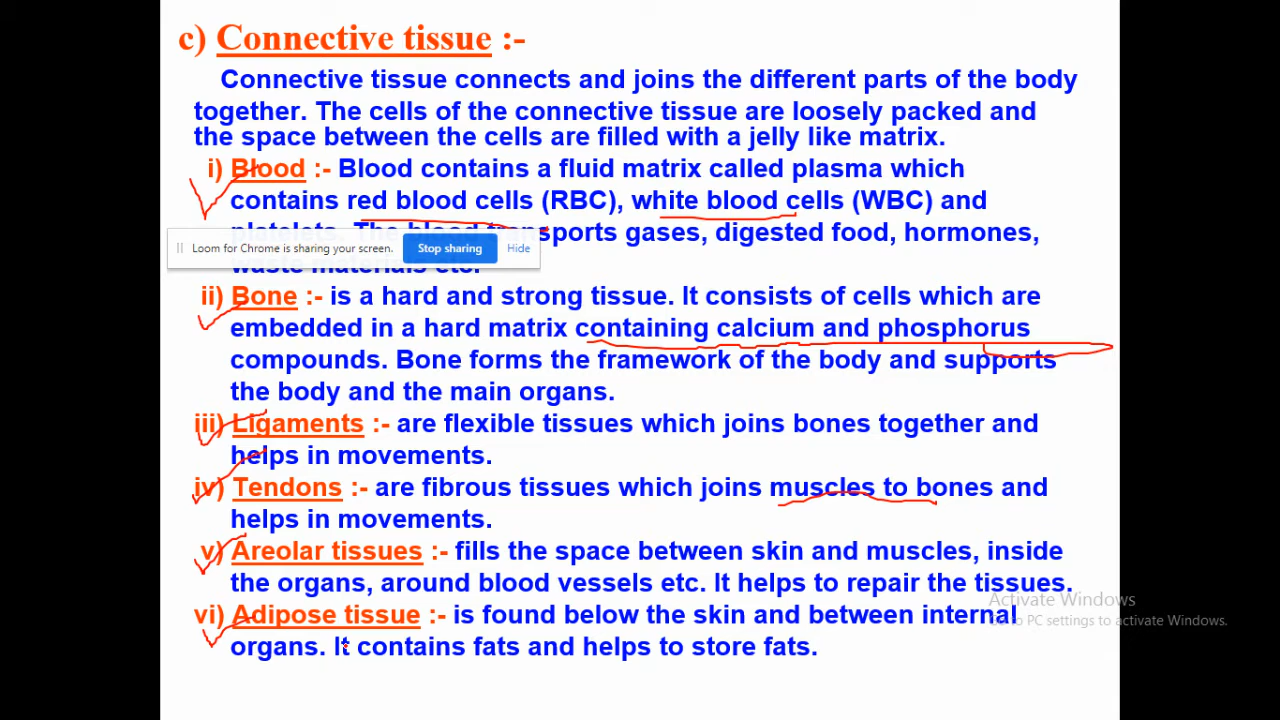 c) Connective tissue :-
Connective tissue connects and joins the different parts of the body
together. The cells of the connective tissue are loosely packed and
the space between the cells are filled with a jelly like matrix.
i) Blood :- Blood contains a fluid matrix called plasma which
contains red blood cells (RBC), white blood cells (WBC) and
platelets. The blood transports gases, digested food, hormones,
Loom for Chrome is sharing your screen. Stop sharing Hide
waste materials etc.
ii) Bone :- is a hard and strong tissue. It consists of cells which are
embedded in a hard matrix containing calcium and phosphorus
compounds. Bone forms the framework of the body and supports
the body and the main organs.
iii) Ligaments :- are flexible tissues which joins bones together and
helps in movements.
iv) Tendons :- are fibrous tissues which joins muscles to bones and
helps in movements.
v) Areolar tissues :- fills the space between skin and muscles, inside
the organs, around blood vessels etc. It helps to repair the tissues.
Activate Windows
vi) Adipose tissue :- is found below the skin and between internal
Go to PC settings to activate Windows.
organs. It contains fats and helps to store fats.